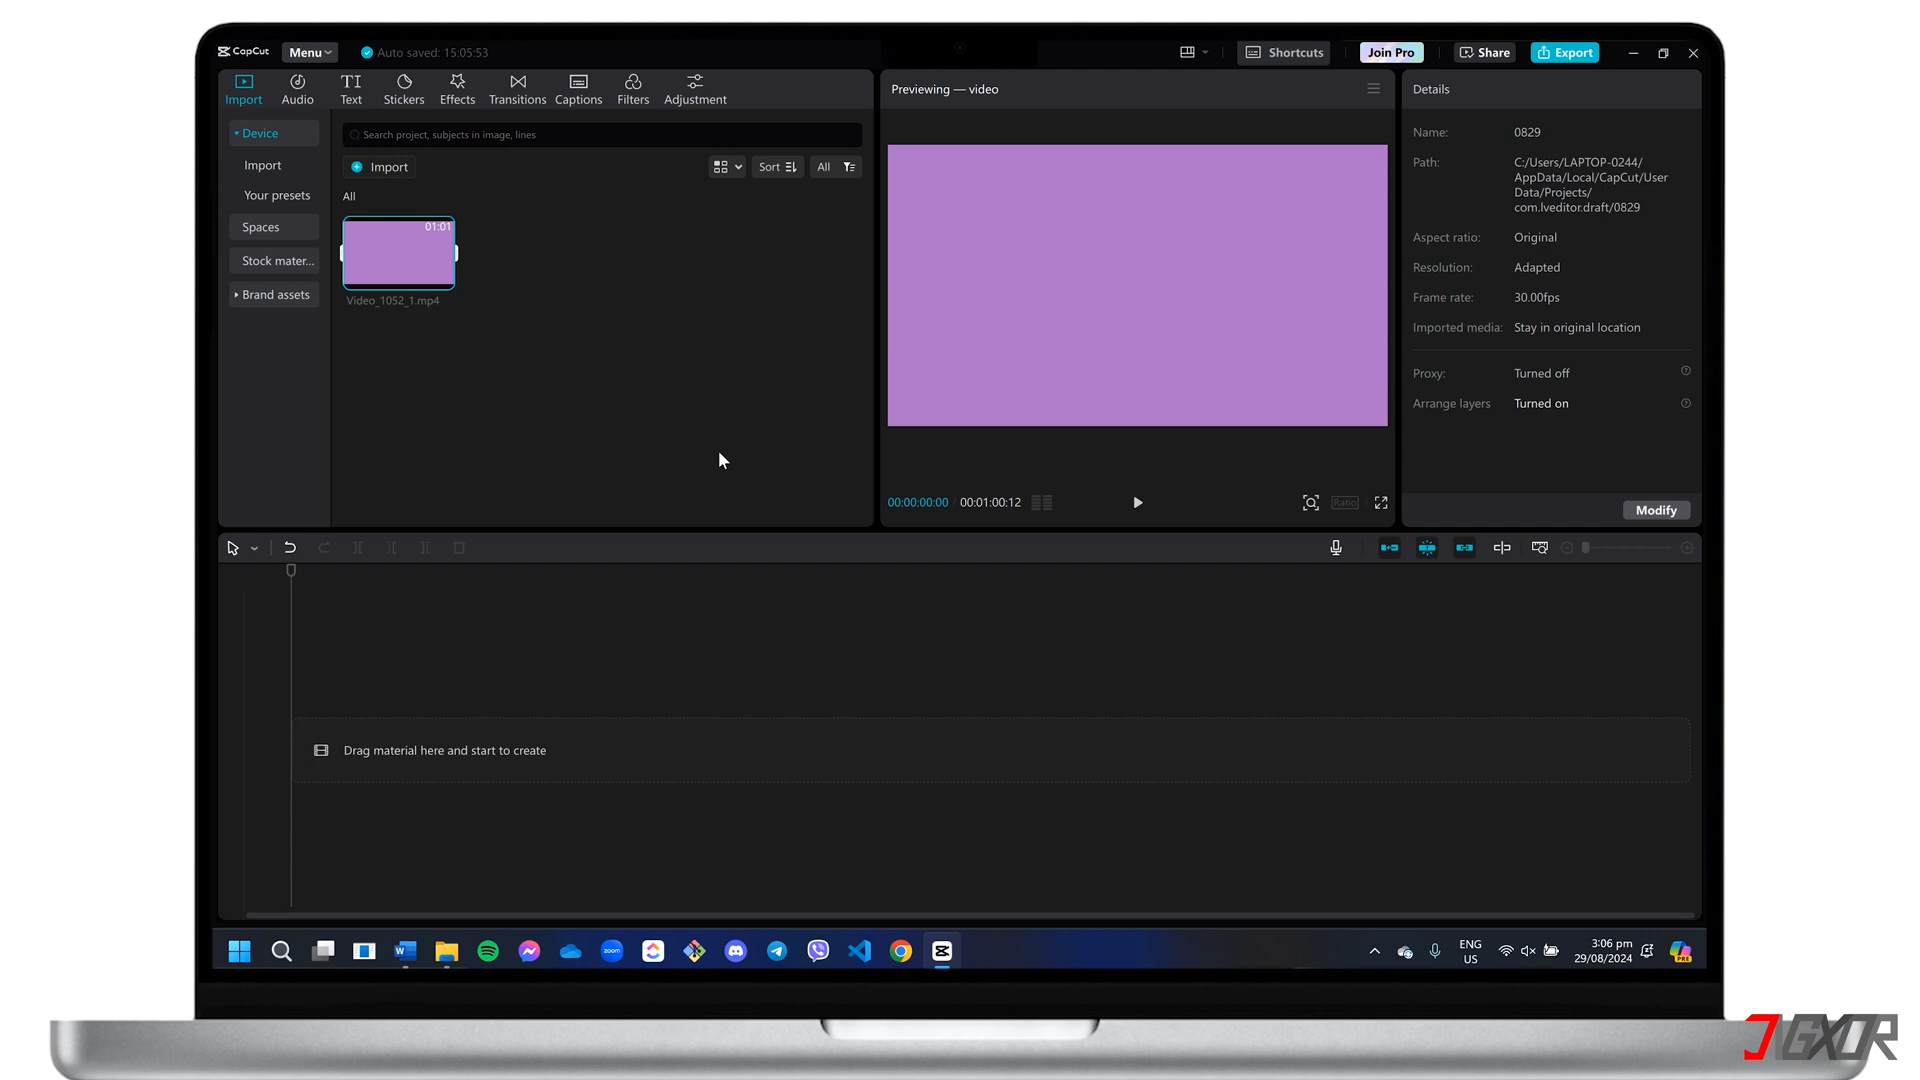 CapCut
Menu
Auto saved: 15:05:53
Shortcuts
Join Pro
Share
Export
Import
Audio
TI
Text
Stickers
Effects
Transitions
Captions
Filters
Adjustment
Device
Import
Your presets
Spaces
Stock mater...
Brand assets
Search project, subjects in image, lines
Import
Sort
All
All
01:01
Video_1052_1.mp4
Previewing — video
00:00:00:00
00:01:00:12
Ratio
Details
Name: 0829
Path: C:/Users/LAPTOP-0244/
AppData/Local/CapCut/User
Data/Projects/
com.lveditor.draft/0829
Aspect ratio: Original
Resolution: Adapted
Frame rate: 30.00fps
Imported media: Stay in original location
Proxy: Turned off
Arrange layers Turned on
Modify
Drag material here and start to create
W
zoom
ENG
US
3:06 pm
29/08/2024
PRE
JGXOR